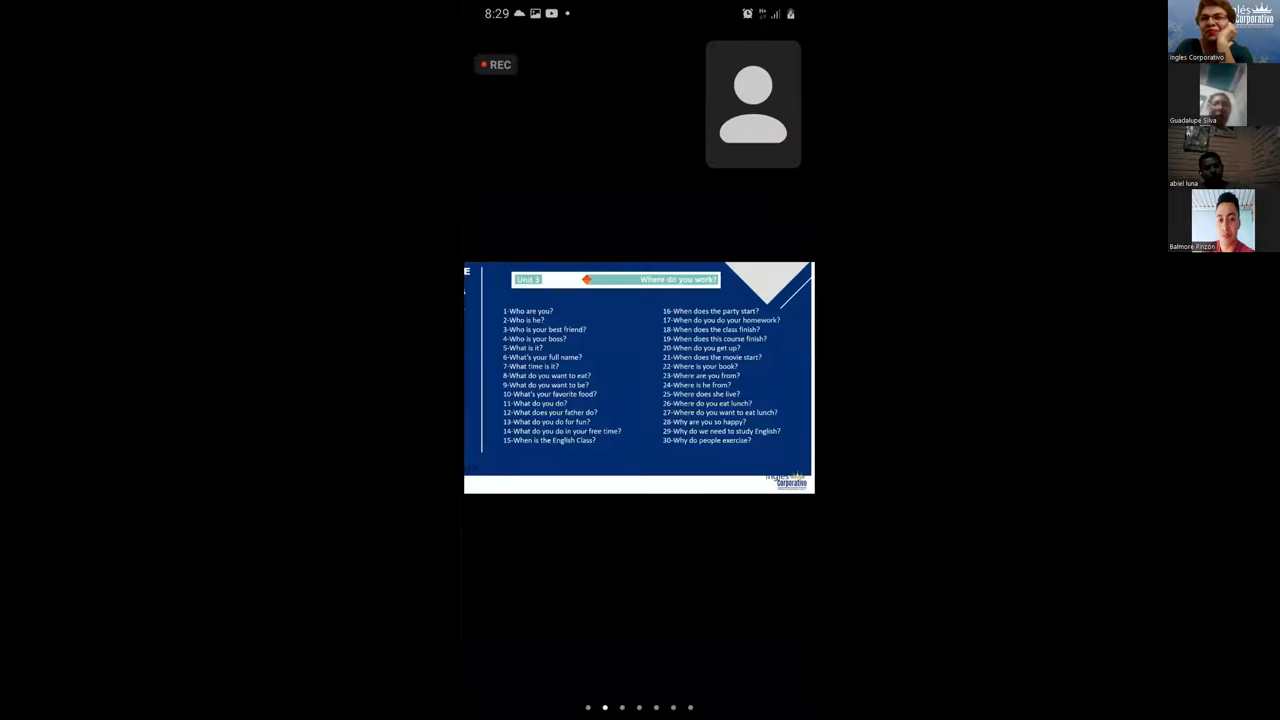 8:29
REC
Unit 3
Where do you work?
1-Who are you?
2-Who is he?
3-Who is your best friend?
4-Who is your boss?
5-What is it?
6-What's your full name?
7-What time is it?
8-What do you want to eat?
9-What do you want to be?
10-What's your favorite food?
11-What do you do?
12-What does your father do?
13-What do you do for fun?
14-What do you do in your free time?
15-When is the English Class?
16-When does the party start?
17-When do you do your homework?
18-When does the class finish?
19-When does this course finish?
20-When do you get up?
21-When does the movie start?
22-Where is your book?
23-Where are you from?
24-Where is he from?
25-Where does she live?
26-Where do you eat lunch?
27-Where do you want to eat lunch?
28-Why are you so happy?
29-Why do we need to study English?
30-Why do people exercise?
Corporativo
glés
Corporativo
Ingles Corporativo
Guadalupe Silva
abiel luna
Balmore Pinzón